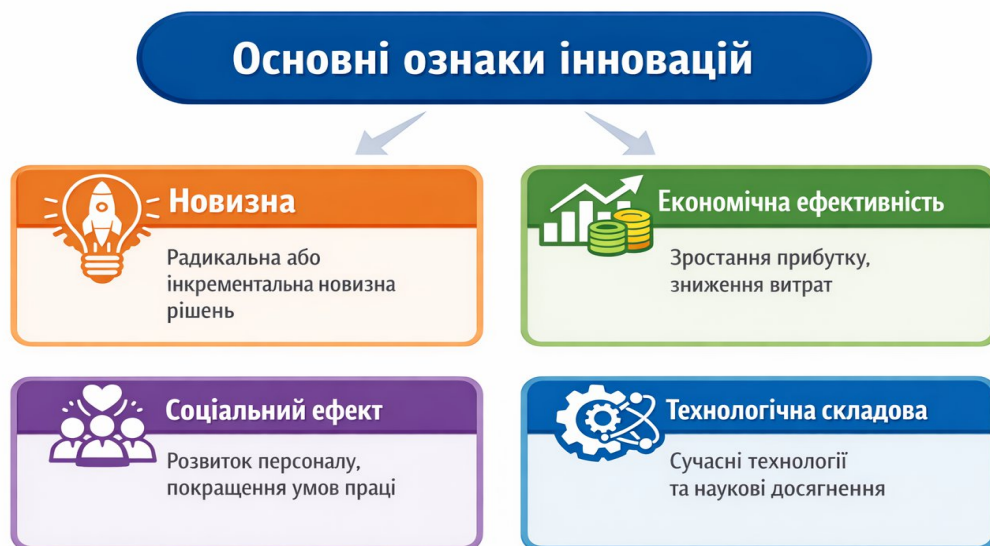 Основні ознаки інновацій
Новизна
Радикальна або
інкрементальна новизна
рішень
Економічна ефективність
Зростання прибутку,
зниження витрат
Соціальний ефект
Розвиток персоналу,
покращення умов праці
Технологічна складова
Сучасні технології
та наукові досягнення